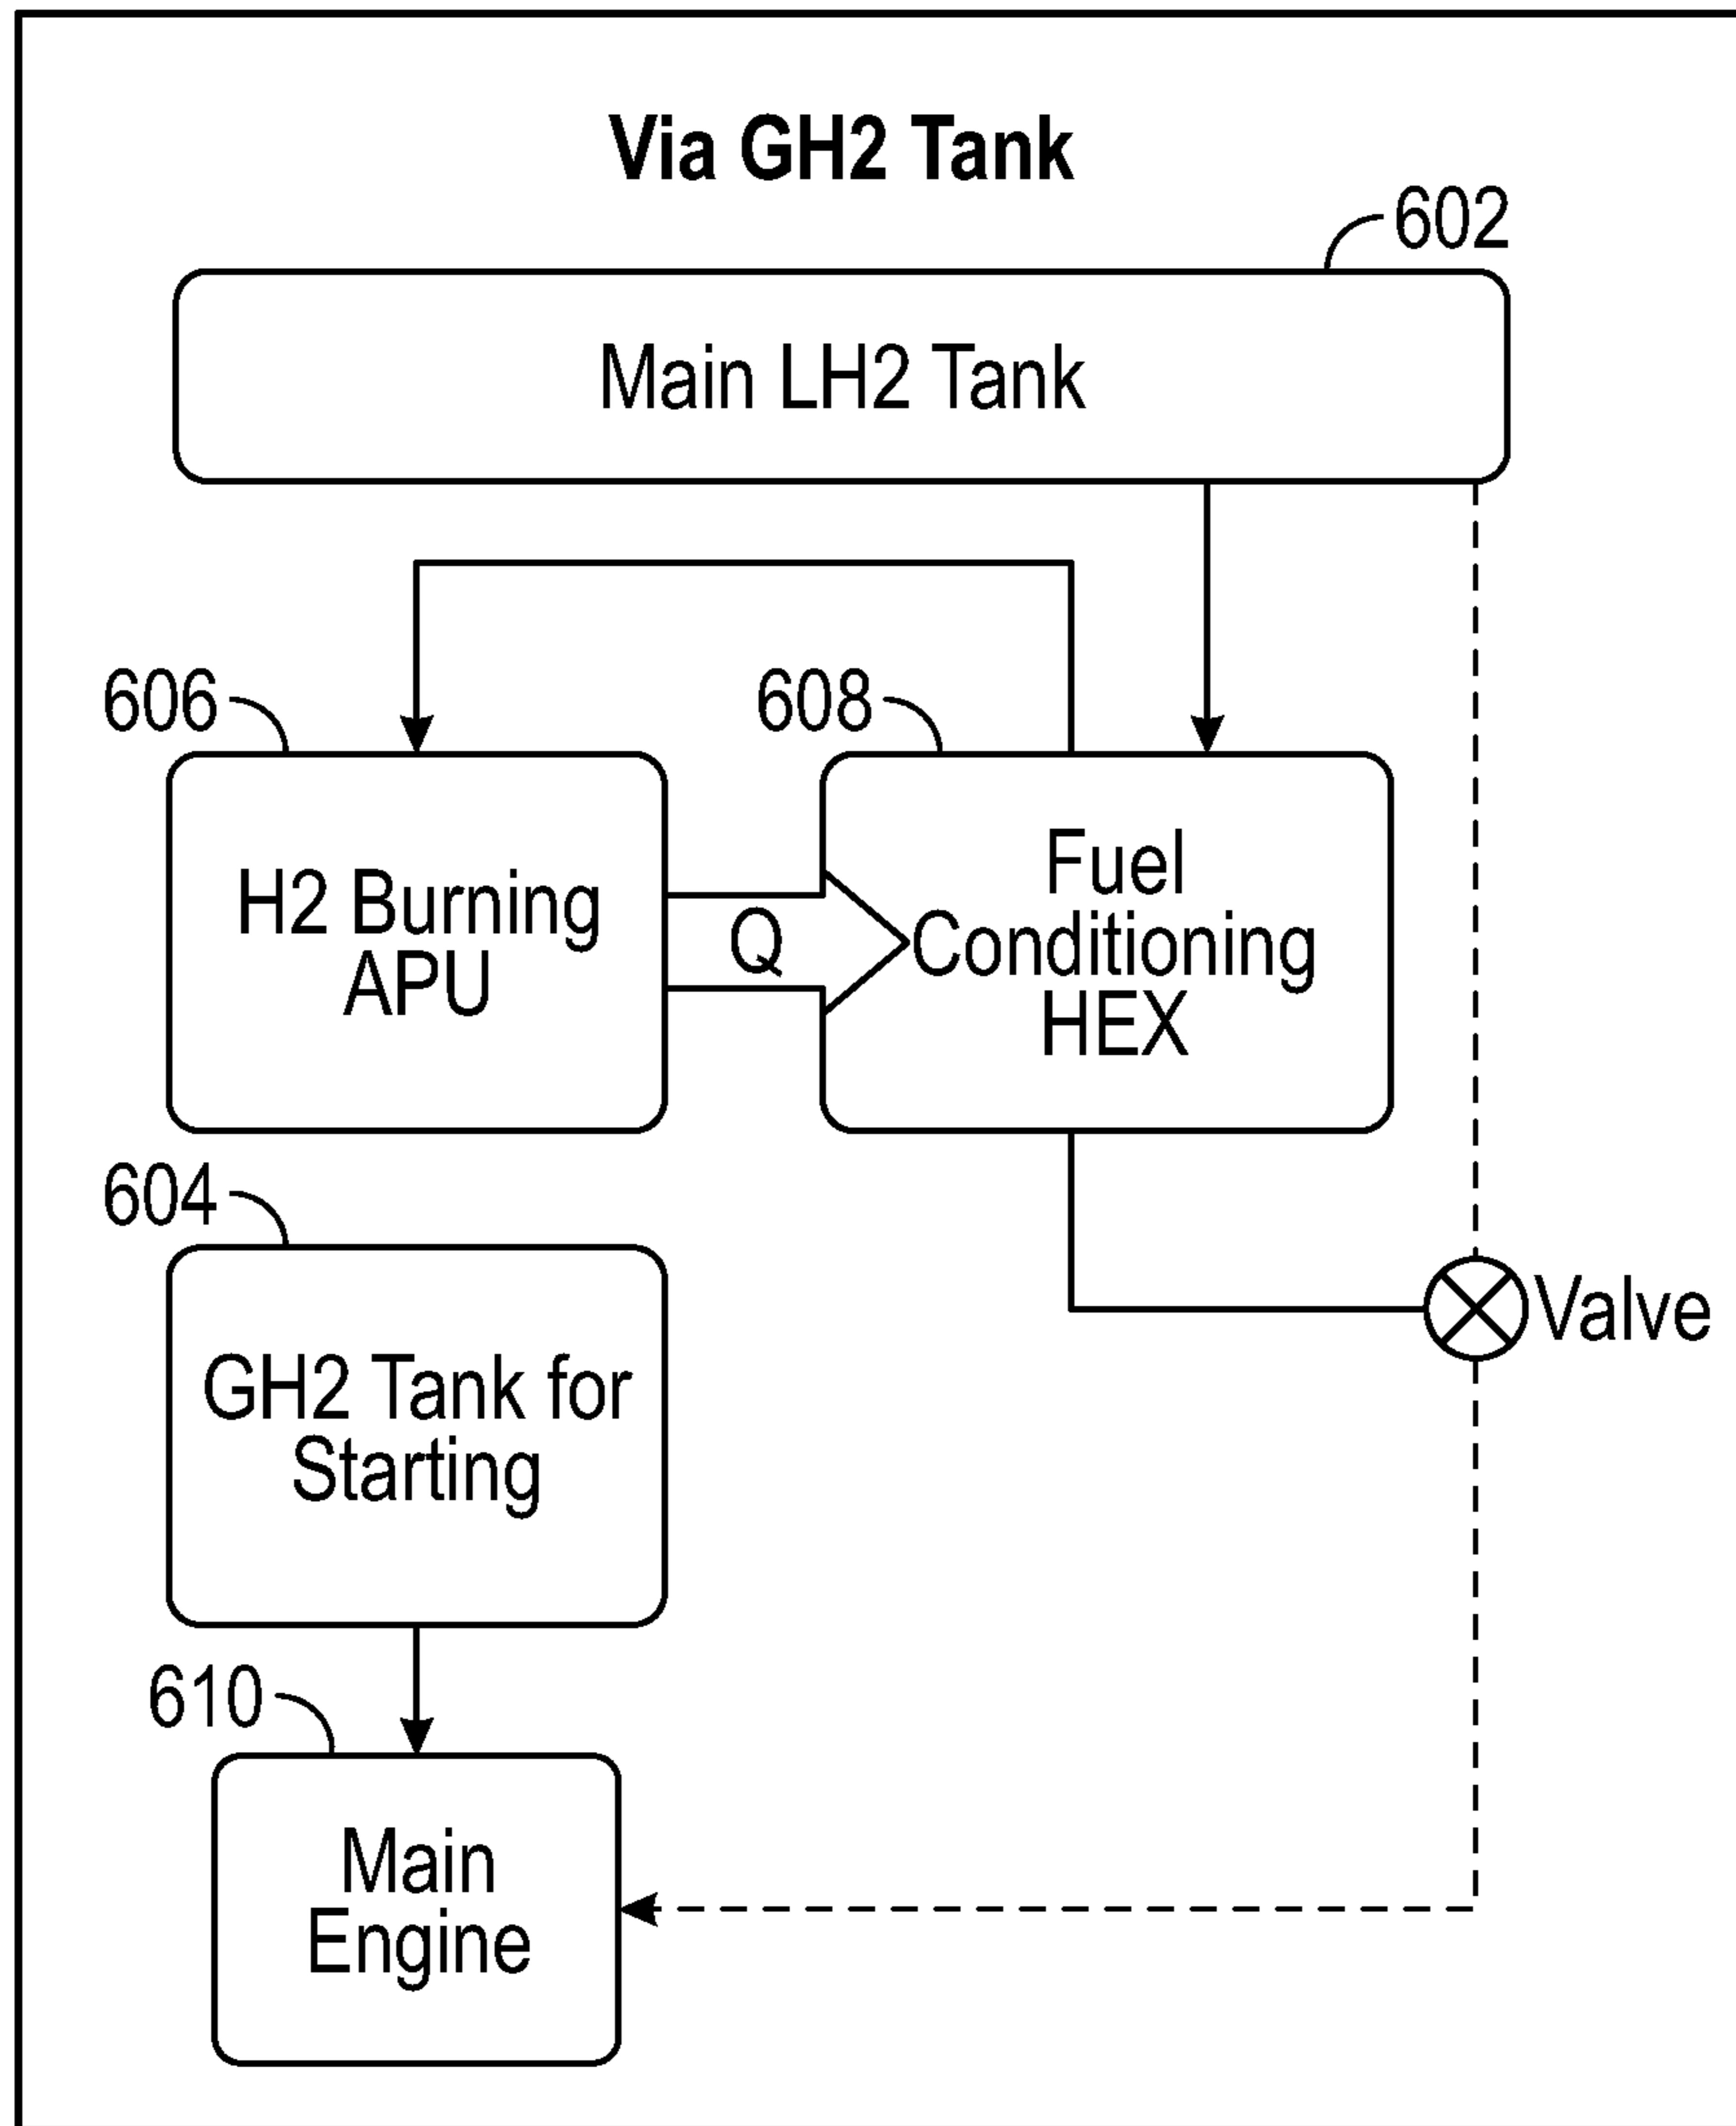 Via GH2 Tank
602
Main LH2 Tank
606
608
H2 Burning
APU
Q
Fuel
Conditioning
HEX
604
GH2 Tank for
Starting
Valve
610
Main
Engine